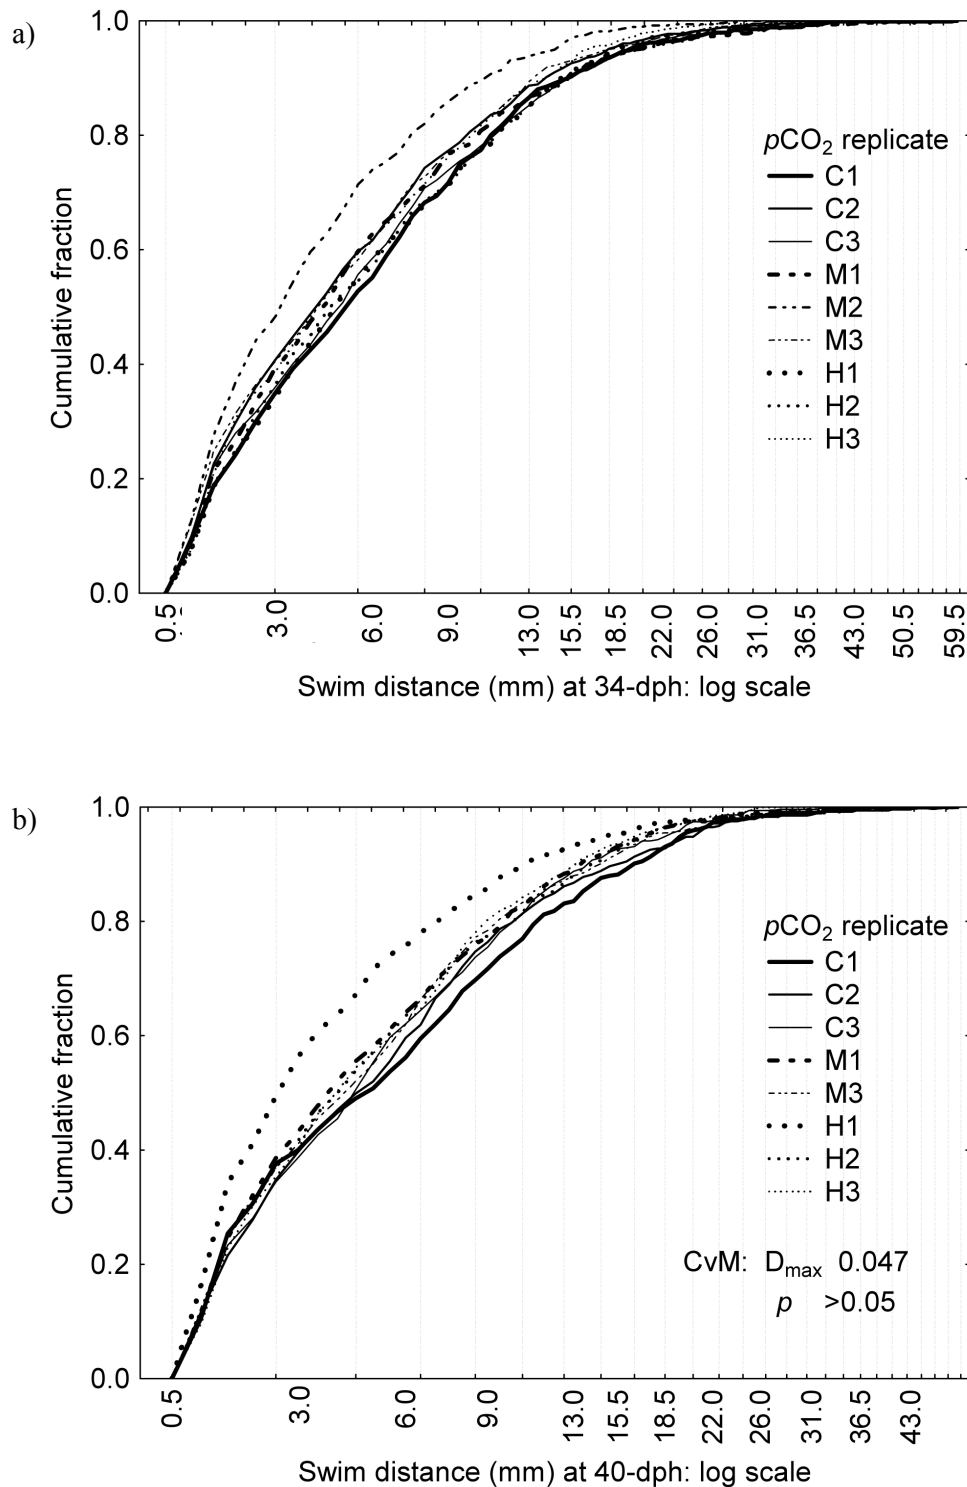 a)
1.0
0.8
0.6
0.4
0.2
0.0
Cumulative fraction
pCO2 replicate
C1
C2
C3
M1
M2
M3
H1
H2
H3
0.5 3.0 6.0 9.0 13.0 15.5 18.5 22.0 26.0 31.0 36.5 43.0 50.5 59.5
Swim distance (mm) at 34-dph: log scale
b)
1.0
0.8
0.6
0.4
0.2
0.0
Cumulative fraction
pCO2 replicate
C1
C2
C3
M1
M3
H1
H2
H3
CvM: Dmax 0.047
p >0.05
0.5 3.0 6.0 9.0 13.0 15.5 18.5 22.0 26.0 31.0 36.5 43.0
Swim distance (mm) at 40-dph: log scale